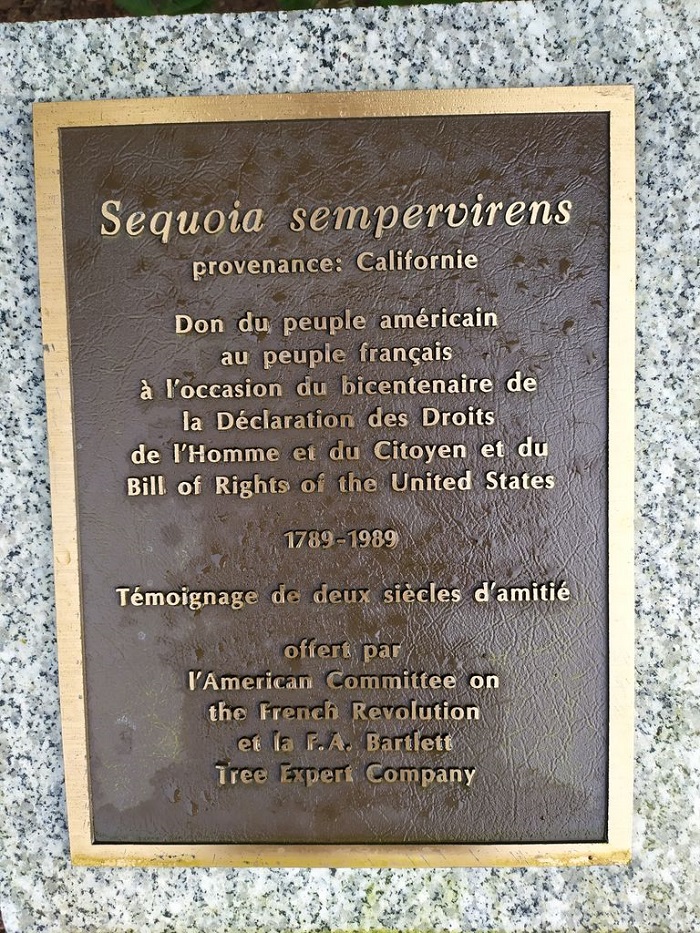 Sequoia sempervirens
provenance: Californie
Don du peuple américain
au peuple français
à l'occasion du bicentenaire de
la Déclaration des Droits
de l'Homme et du Citoyen et du
Bill of Rights of the United States
1789-1989
Témoignage de deux siècles d'amitié
offert par
l'American Committee on
the French Revolution
et la F.A. Bartlett
Tree Expert Company